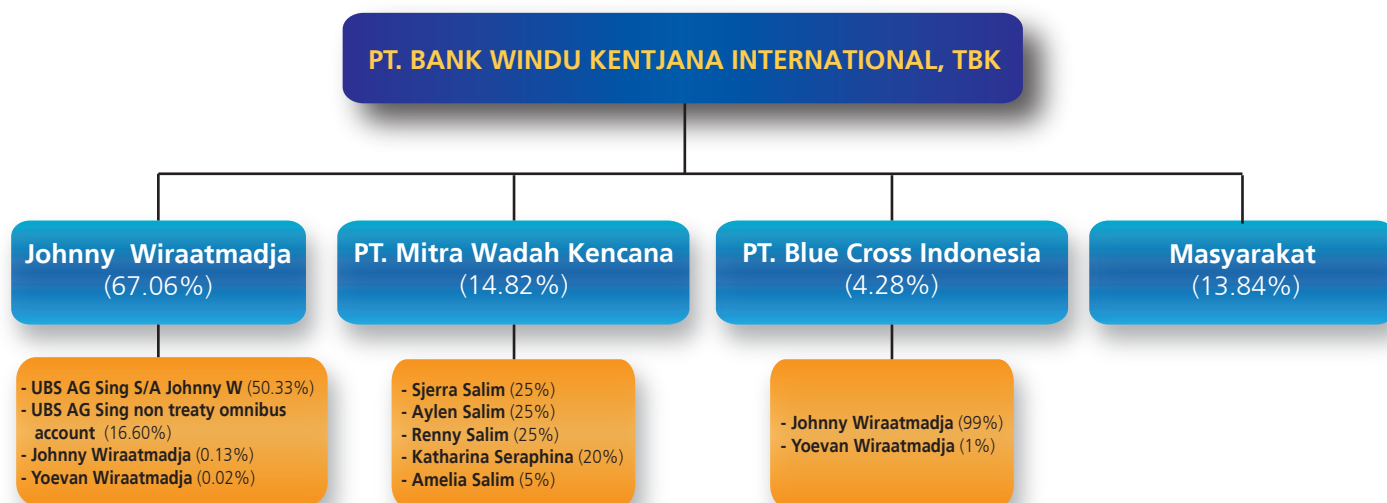 PT. BANK WINDU KENTJANA INTERNATIONAL, TBK
Johnny Wiraatmadja
(67.06%)
- UBS AG Sing S/A Johnny W (50.33%)
- UBS AG Sing non treaty omnibus
account (16.60%)
- Johnny Wiraatmadja (0.13%)
- Yoevan Wiraatmadja (0.02%)
PT. Mitra Wadah Kencana
(14.82%)
- Sjerra Salim (25%)
- Aylen Salim (25%)
- Renny Salim (25%)
- Katharina Seraphina (20%)
- Amelia Salim (5%)
PT. Blue Cross Indonesia
(4.28%)
- Johnny Wiraatmadja (99%)
- Yoevan Wiraatmadja (1%)
Masyarakat
(13.84%)